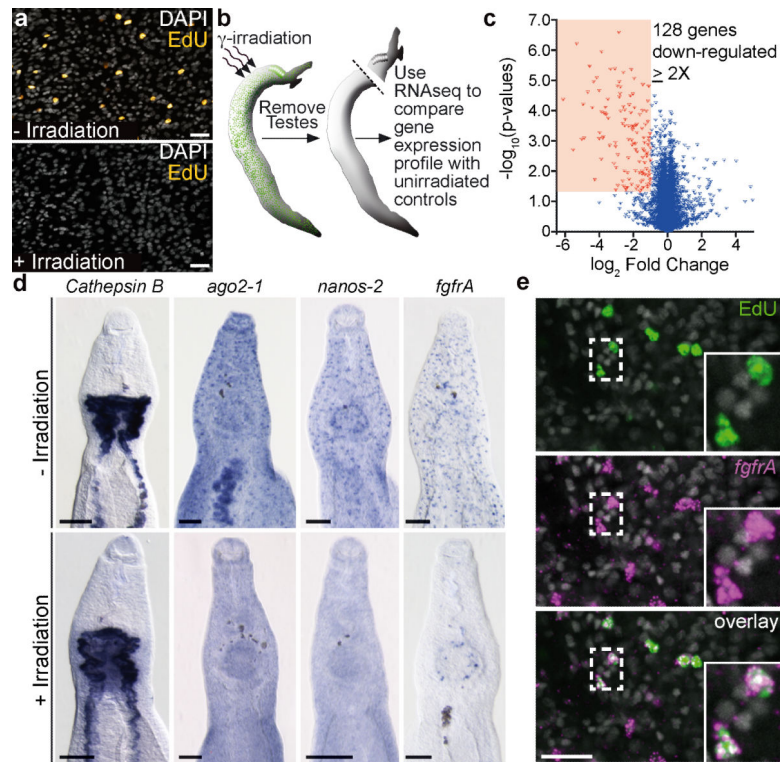 a
DAPI
EdU
- Irradiation
DAPI
EdU
+ Irradiation
b
γ-irradiation
Remove
Testes
Use
RNAseq to
compare
gene
expression
profile with
unirradiated
controls
c
128 genes
down-regulated
≥ 2X
-log10(p-values)
7.0
6.0
5.0
4.0
3.0
2.0
1.0
0
-6
-4
-2
0
2
4
log2 Fold Change
d
Cathepsin B
ago2-1
nanos-2
fgfrA
- Irradiation
+ Irradiation
e
EdU
fgfrA
overlay